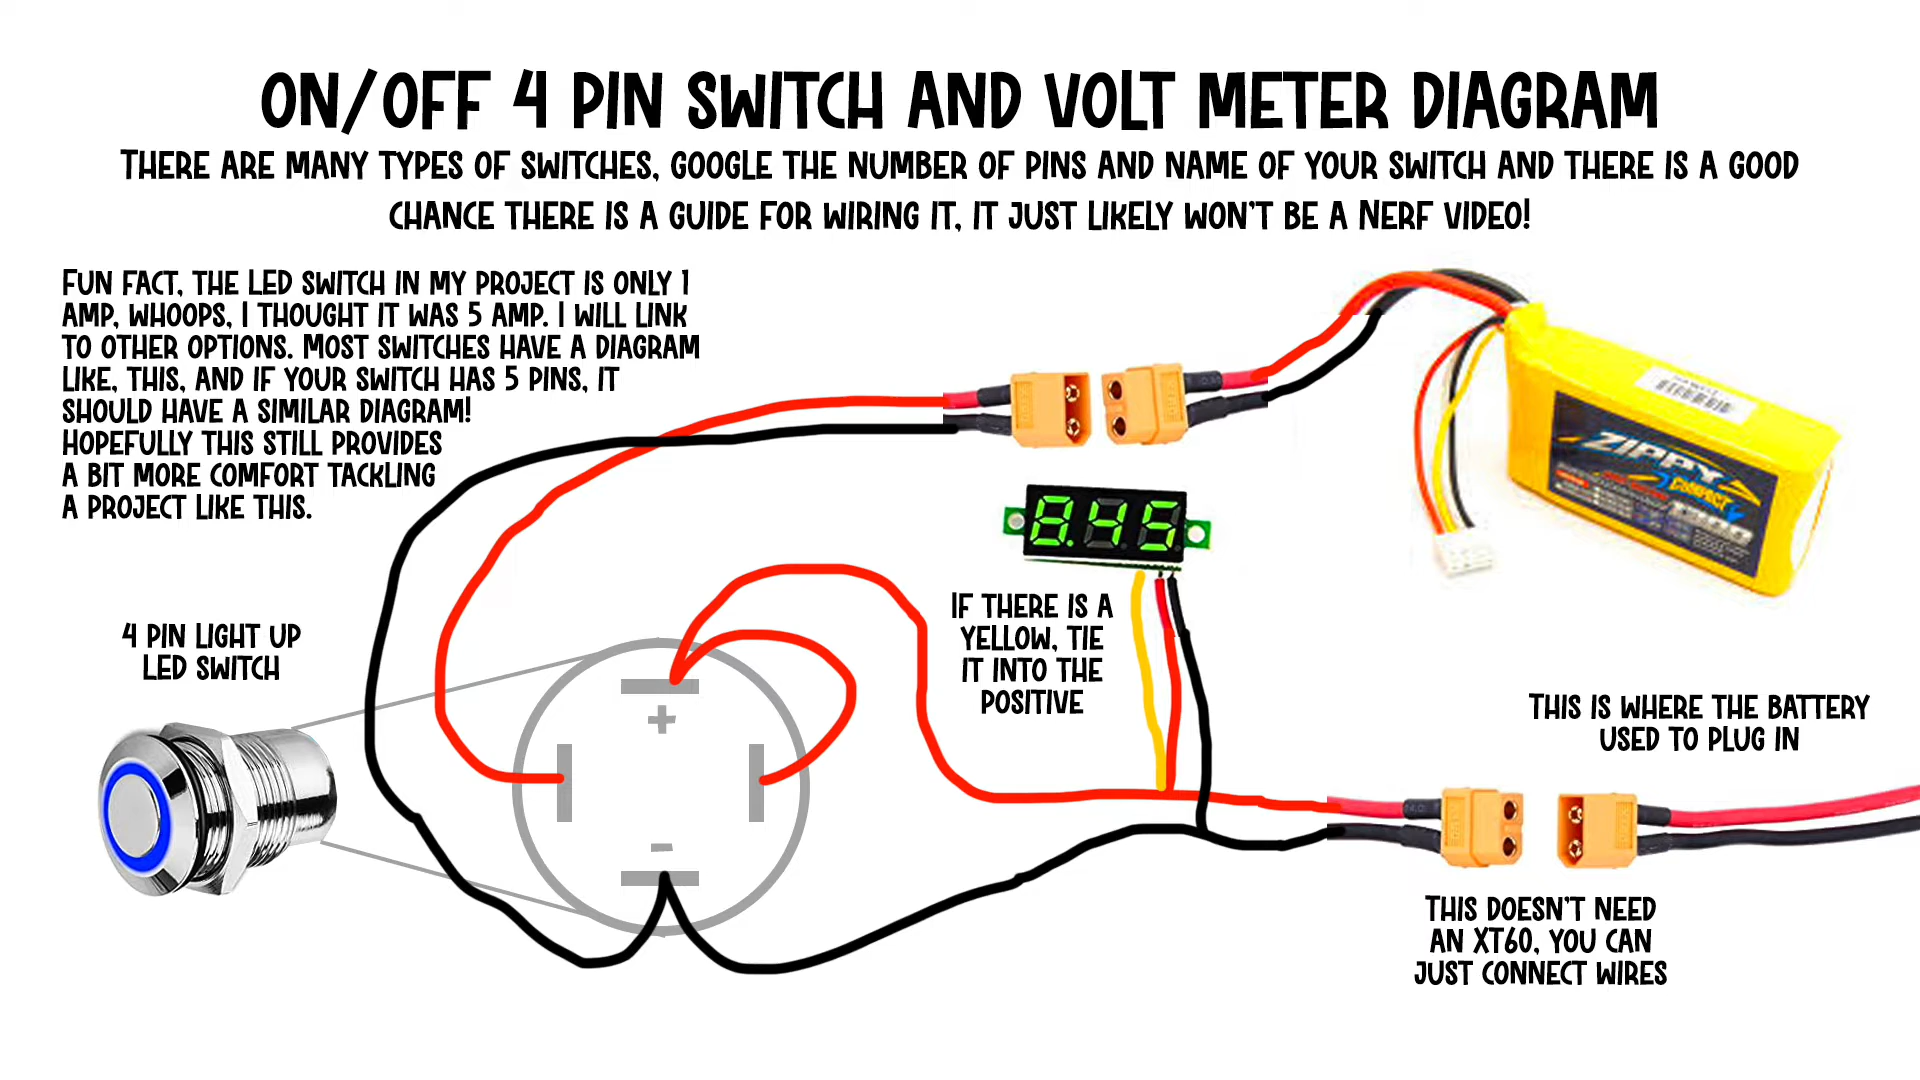 ON/OFF 4 PIN SWITCH AND VOLT METER DIAGRAM
THERE ARE MANY TYPES OF SWITCHES, GOOGLE THE NUMBER OF PINS AND NAME OF YOUR SWITCH AND THERE IS A GOOD
CHANCE THERE IS A GUIDE FOR WIRING IT, IT JUST LIKELY WON'T BE A NERF VIDEO!
FUN FACT, THE LED SWITCH IN MY PROJECT IS ONLY 1
AMP, WHOOPS, I THOUGHT IT WAS 5 AMP. I WILL LINK
TO OTHER OPTIONS. MOST SWITCHES HAVE A DIAGRAM
LIKE, THIS, AND IF YOUR SWITCH HAS 5 PINS, IT
SHOULD HAVE A SIMILAR DIAGRAM!
HOPEFULLY THIS STILL PROVIDES
A BIT MORE COMFORT TACKLING
A PROJECT LIKE THIS.
ZIPPY
COMPACT
8.45
IF THERE IS A
YELLOW, TIE
IT INTO THE
POSITIVE
4 PIN LIGHT UP
LED SWITCH
+
-
THIS IS WHERE THE BATTERY
USED TO PLUG IN
THIS DOESN'T NEED
AN XT60, YOU CAN
JUST CONNECT WIRES